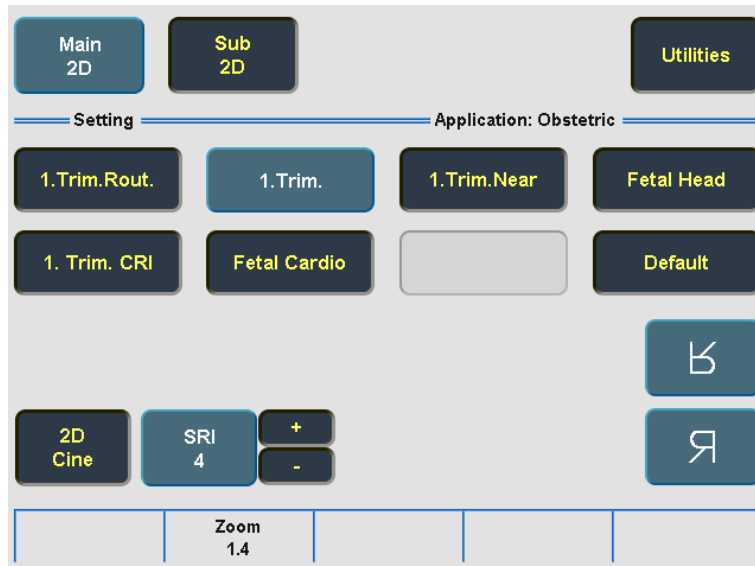 Main
2D
Sub
2D
Utilities
Setting
Application: Obstetric
1.Trim.Rout.
1.Trim.
1.Trim.Near
Fetal Head
1. Trim. CRI
Fetal Cardio
Default
R
R
2D
Cine
SRI
4
+
-
Zoom
1.4